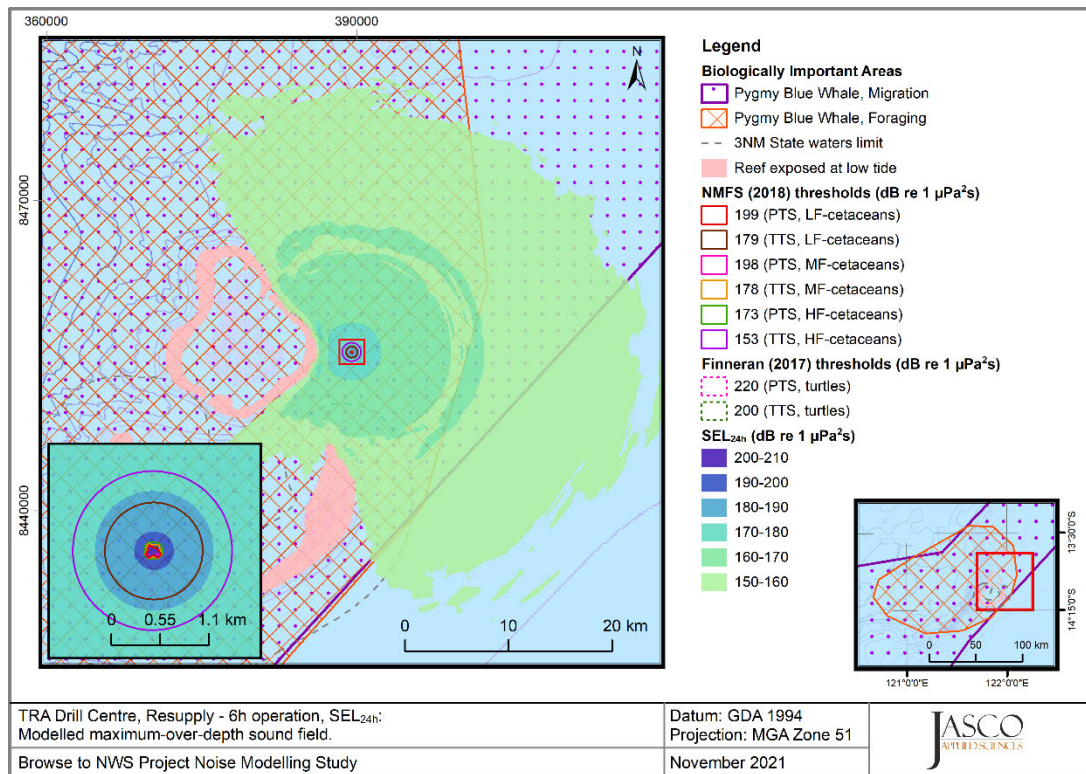 360000
390000
8470000
8440000
N
0 10 20 km
0 0.55 1.1 km
Legend
Biologically Important Areas
Pygmy Blue Whale, Migration
Pygmy Blue Whale, Foraging
3NM State waters limit
Reef exposed at low tide
NMFS (2018) thresholds (dB re 1 µPa²s)
199 (PTS, LF-cetaceans)
179 (TTS, LF-cetaceans)
198 (PTS, MF-cetaceans)
178 (TTS, MF-cetaceans)
173 (PTS, HF-cetaceans)
153 (TTS, HF-cetaceans)
Finneran (2017) thresholds (dB re 1 µPa²s)
220 (PTS, turtles)
200 (TTS, turtles)
SEL24h (dB re 1 µPa²s)
200-210
190-200
180-190
170-180
160-170
150-160
13°30'0"S
14°15'0"S
0 50 100 km
121°0'0"E 122°0'0"E
TRA Drill Centre, Resupply - 6h operation, SEL24h:
Modelled maximum-over-depth sound field.
Browse to NWS Project Noise Modelling Study
Datum: GDA 1994
Projection: MGA Zone 51
November 2021
JASCO
APPLIED SCIENCES